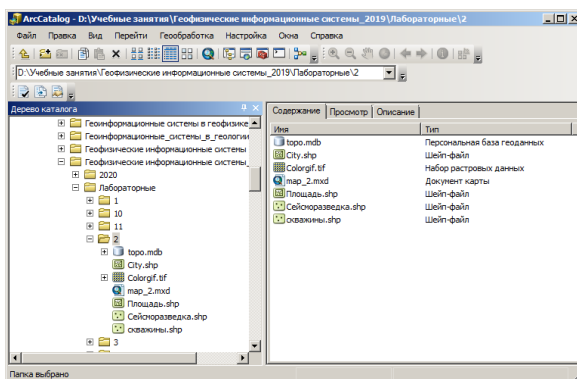 ArcCatalog - D:\Учебные занятия\Геофизические информационные системы_2019\Лабораторные\2
Файл Правка Вид Перейти Геообработка Настройка Окна Справка
D:\Учебные занятия\Геофизические информационные системы_2019\Лабораторные\2
Дерево каталога
Геоинформационные системы в геофизике
Геоинформационные_системы_в_геологии
Геофизические информационные системы
Геофизические информационные системы_
2020
Лабораторные
1
10
11
2
topo.mdb
City.shp
Colorgif.tif
map_2.mxd
Площадь.shp
Сейсморазведка.shp
скважины.shp
3
Содержание Просмотр Описание
Имя Тип
topo.mdb Персональная база геоданных
City.shp Шейп-файл
Colorgif.tif Набор растровых данных
map_2.mxd Документ карты
Площадь.shp Шейп-файл
Сейсморазведка.shp Шейп-файл
скважины.shp Шейп-файл
Папка выбрано